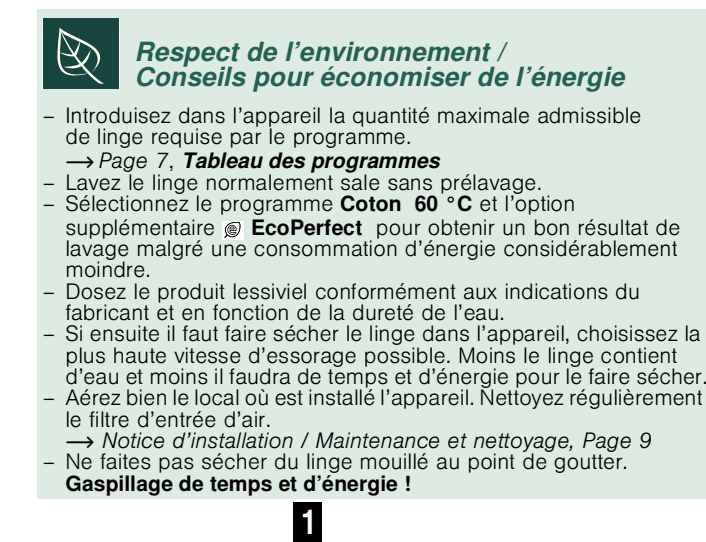 Respect de l’environnement /
Conseils pour économiser de l’énergie
– Introduisez dans l’appareil la quantité maximale admissible
de linge requise par le programme.
→ Page 7, Tableau des programmes
– Lavez le linge normalement sale sans prélavage.
– Sélectionnez le programme Coton 60 °C et l’option
supplémentaire EcoPerfect pour obtenir un bon résultat de
lavage malgré une consommation d’énergie considérablement
moindre.
– Dosez le produit lessiviel conformément aux indications du
fabricant et en fonction de la dureté de l’eau.
– Si ensuite il faut faire sécher le linge dans l’appareil, choisissez la
plus haute vitesse d’essorage possible. Moins le linge contient
d’eau et moins il faudra de temps et d’énergie pour le faire sécher.
– Aérez bien le local où est installé l’appareil. Nettoyez régulièrement
le filtre d’entrée d’air.
→ Notice d’installation / Maintenance et nettoyage, Page 9
– Ne faites pas sécher du linge mouillé au point de goutter.
Gaspillage de temps et d’énergie !
1